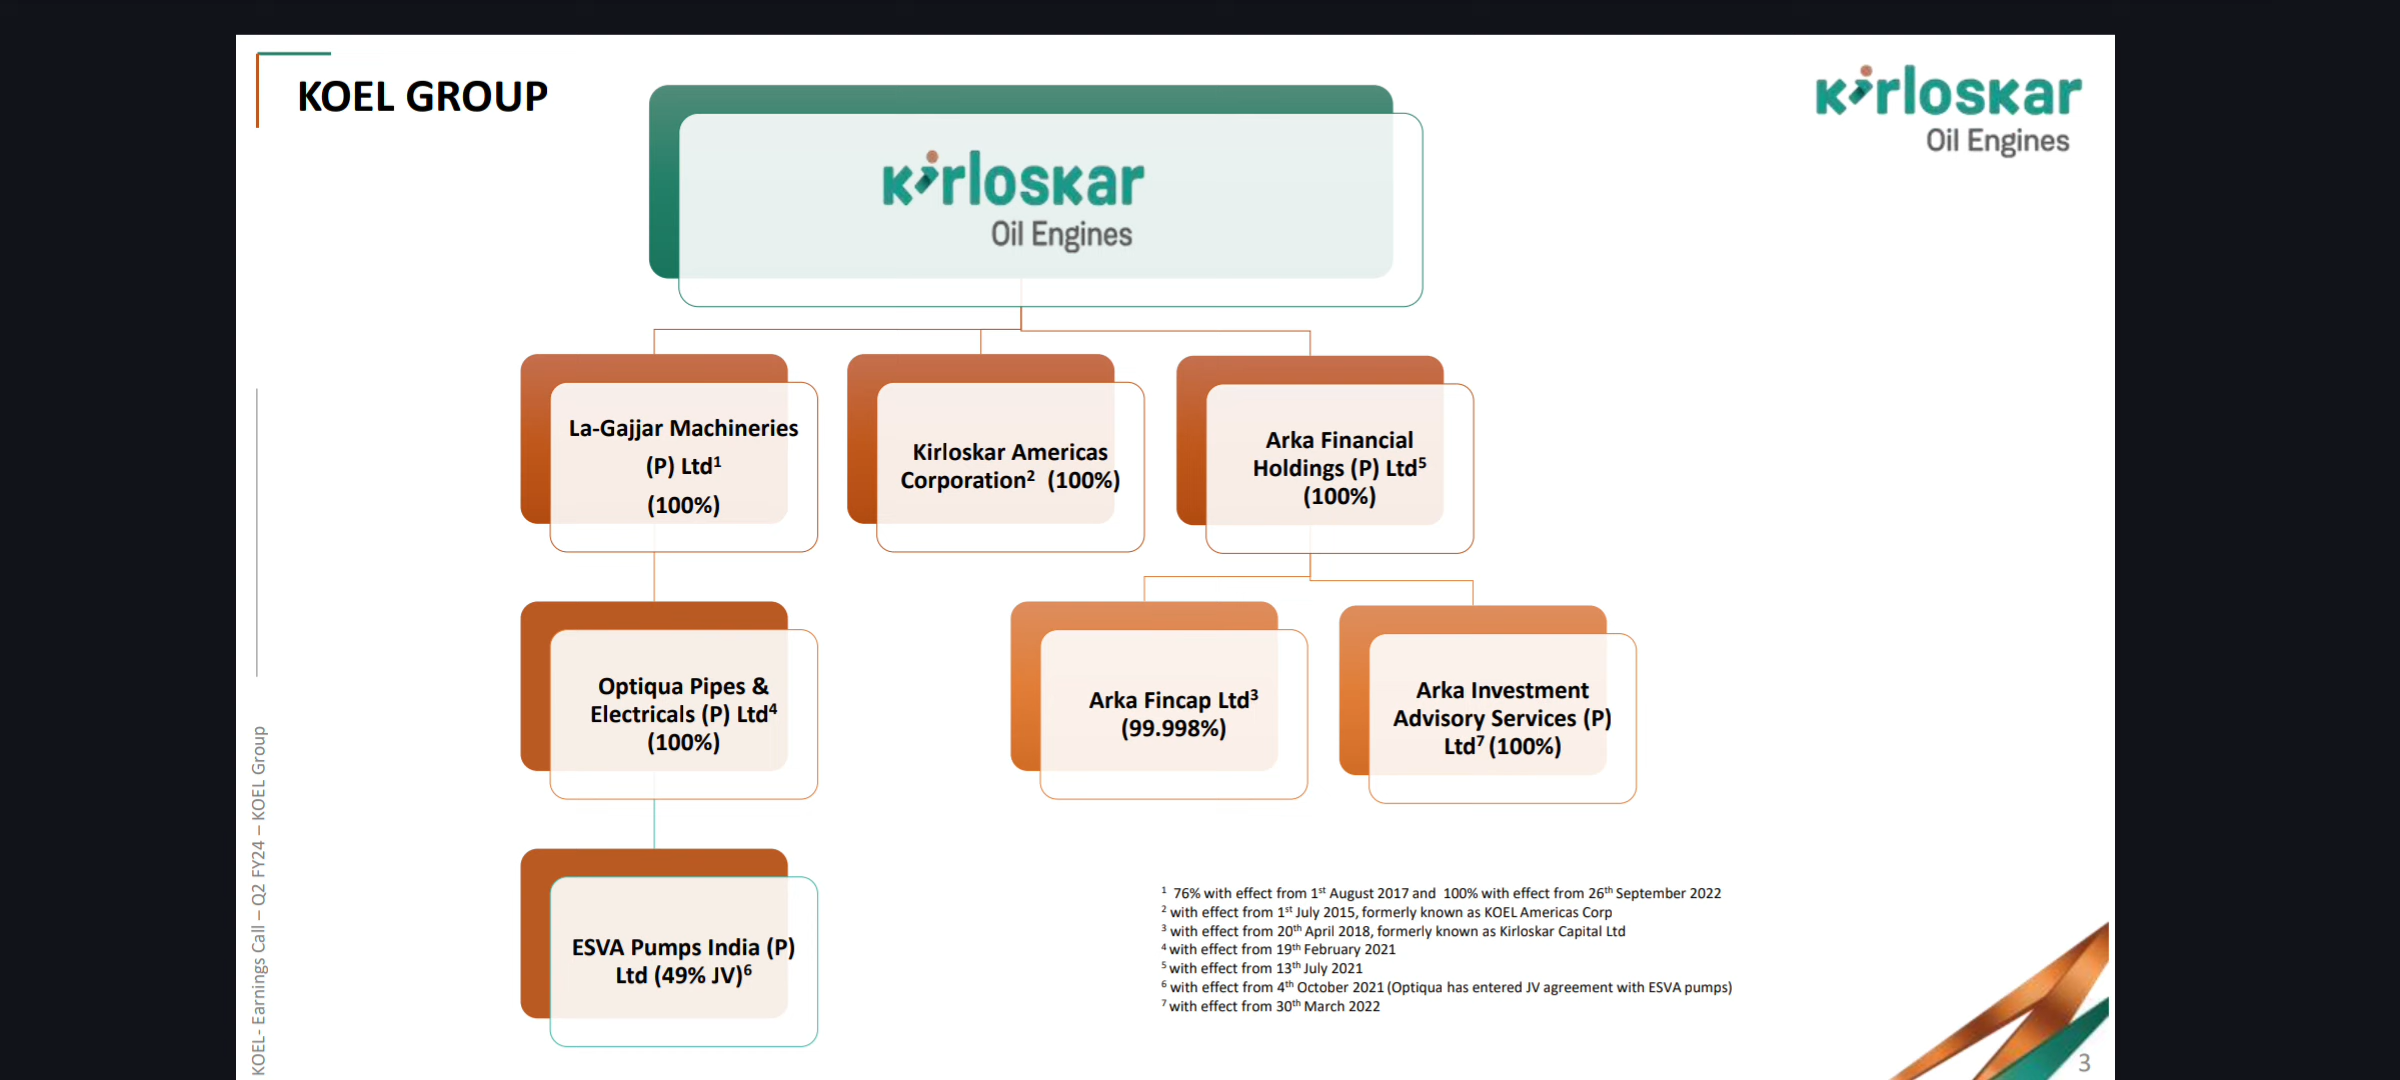 KOEL GROUP
Kirloskar
Oil Engines
Kirloskar
Oil Engines
La-Gajjar Machineries
(P) Ltd¹
(100%)
Kirloskar Americas
Corporation² (100%)
Arka Financial
Holdings (P) Ltd⁵
(100%)
Optiqua Pipes &
Electricals (P) Ltd⁴
(100%)
Arka Fincap Ltd³
(99.998%)
Arka Investment
Advisory Services (P)
Ltd⁷ (100%)
ESVA Pumps India (P)
Ltd (49% JV)⁶
¹ 76% with effect from 1st August 2017 and 100% with effect from 26th September 2022
² with effect from 1st July 2015, formerly known as KOEL Americas Corp
³ with effect from 20th April 2018, formerly known as Kirloskar Capital Ltd
⁴ with effect from 19th February 2021
⁵ with effect from 13th July 2021
⁶ with effect from 4th October 2021 (Optiqua has entered JV agreement with ESVA pumps)
⁷ with effect from 30th March 2022
KOEL- Earnings Call – Q2 FY24 – KOEL Group
3